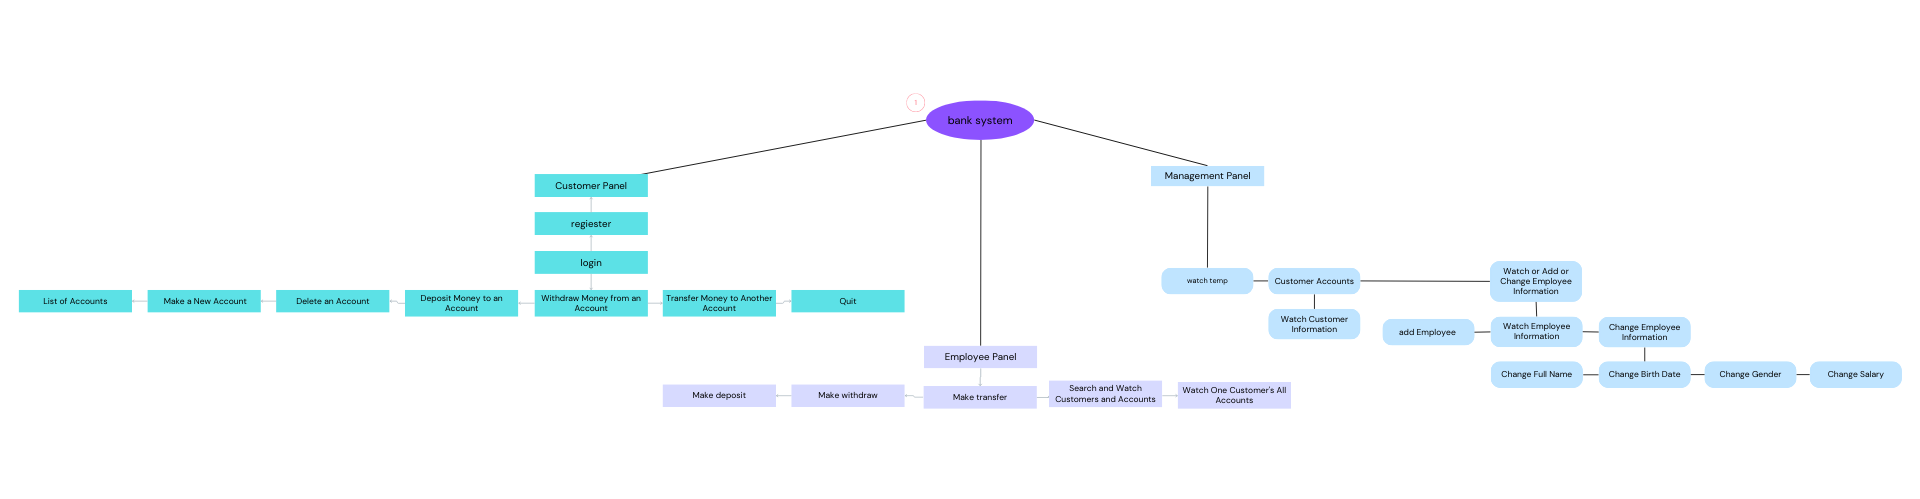 1
bank system
Customer Panel
Management Panel
regiester
login
watch temp
Customer Accounts
Watch or Add or
Change Employee
Information
List of Accounts
Make a New Account
Delete an Account
Deposit Money to an
Account
Withdraw Money from an
Account
Transfer Money to Another
Account
Quit
Watch Customer
Information
add Employee
Watch Employee
Information
Change Employee
Information
Employee Panel
Change Full Name
Change Birth Date
Change Gender
Change Salary
Make deposit
Make withdraw
Make transfer
Search and Watch
Customers and Accounts
Watch One Customer's All
Accounts